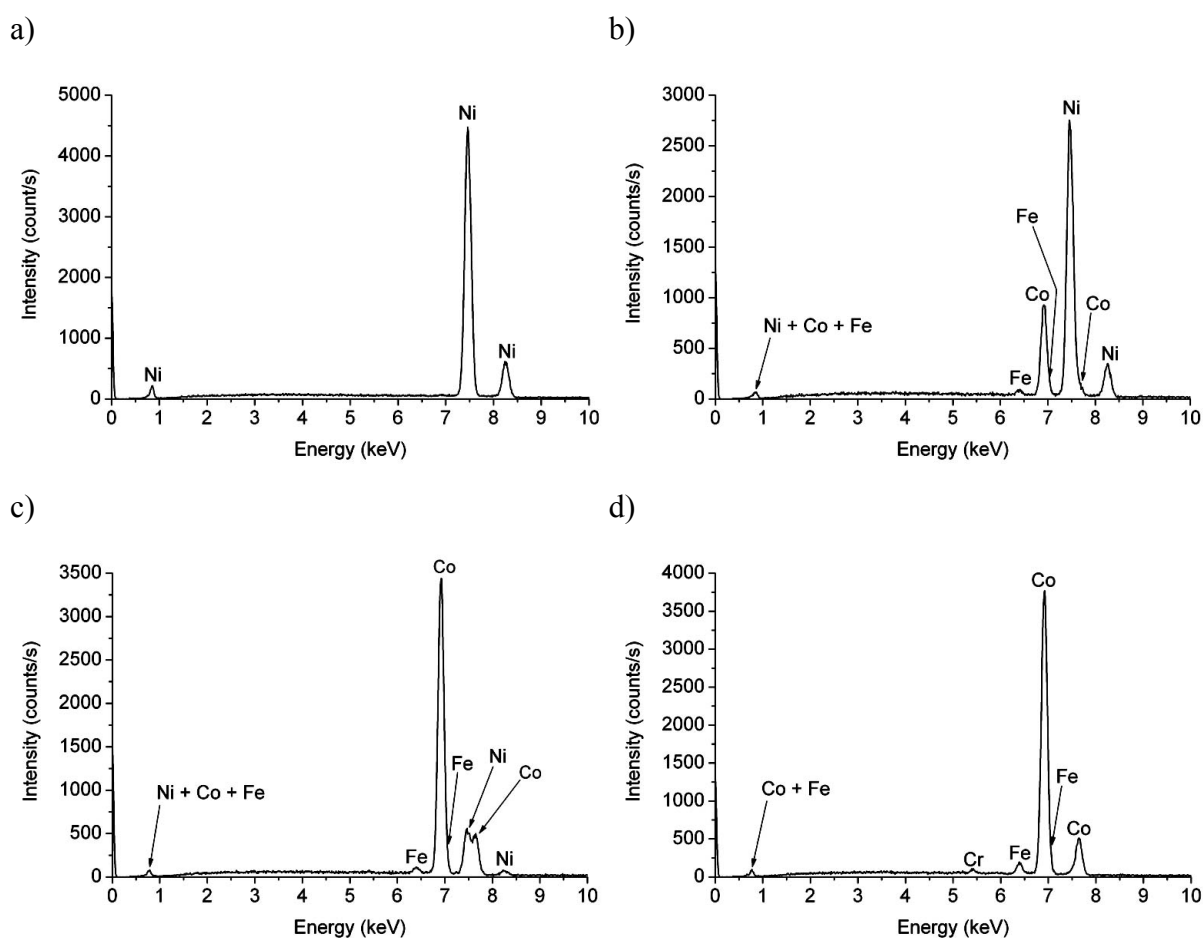 a)
5000
4000
3000
2000
1000
0
Intensity (count/s)
Ni
Ni
Ni
0 1 2 3 4 5 6 7 8 9 10
Energy (keV)
b)
3000
2500
2000
1500
1000
500
0
Intensity (counts/s)
Ni
Fe
Co
Co
Ni + Co + Fe
Ni
Fe
0 1 2 3 4 5 6 7 8 9 10
Energy (keV)
c)
3500
3000
2500
2000
1500
1000
500
0
Intensity (counts/s)
Co
Fe
Ni
Co
Ni + Co + Fe
Fe
Ni
0 1 2 3 4 5 6 7 8 9 10
Energy (keV)
d)
4000
3500
3000
2500
2000
1500
1000
500
0
Intensity (counts/s)
Co
Co + Fe
Fe
Co
Cr
Fe
0 1 2 3 4 5 6 7 8 9 10
Energy (keV)